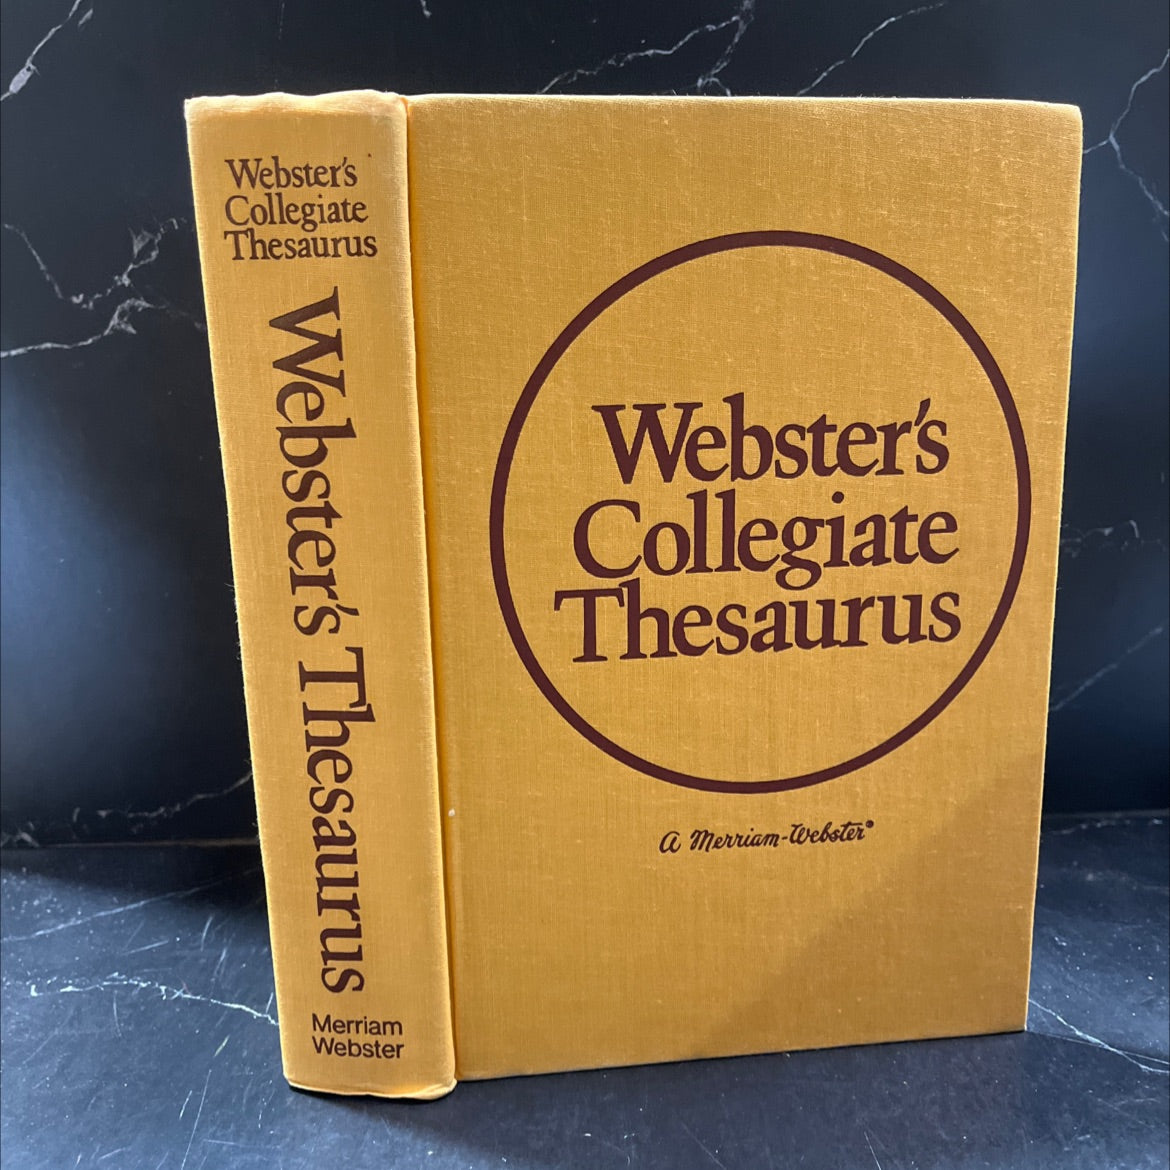 Webster's
Collegiate
Thesaurus
Webster's Thesaurus
Merriam
Webster
Webster's
Collegiate
Thesaurus
A Merriam-Webster®